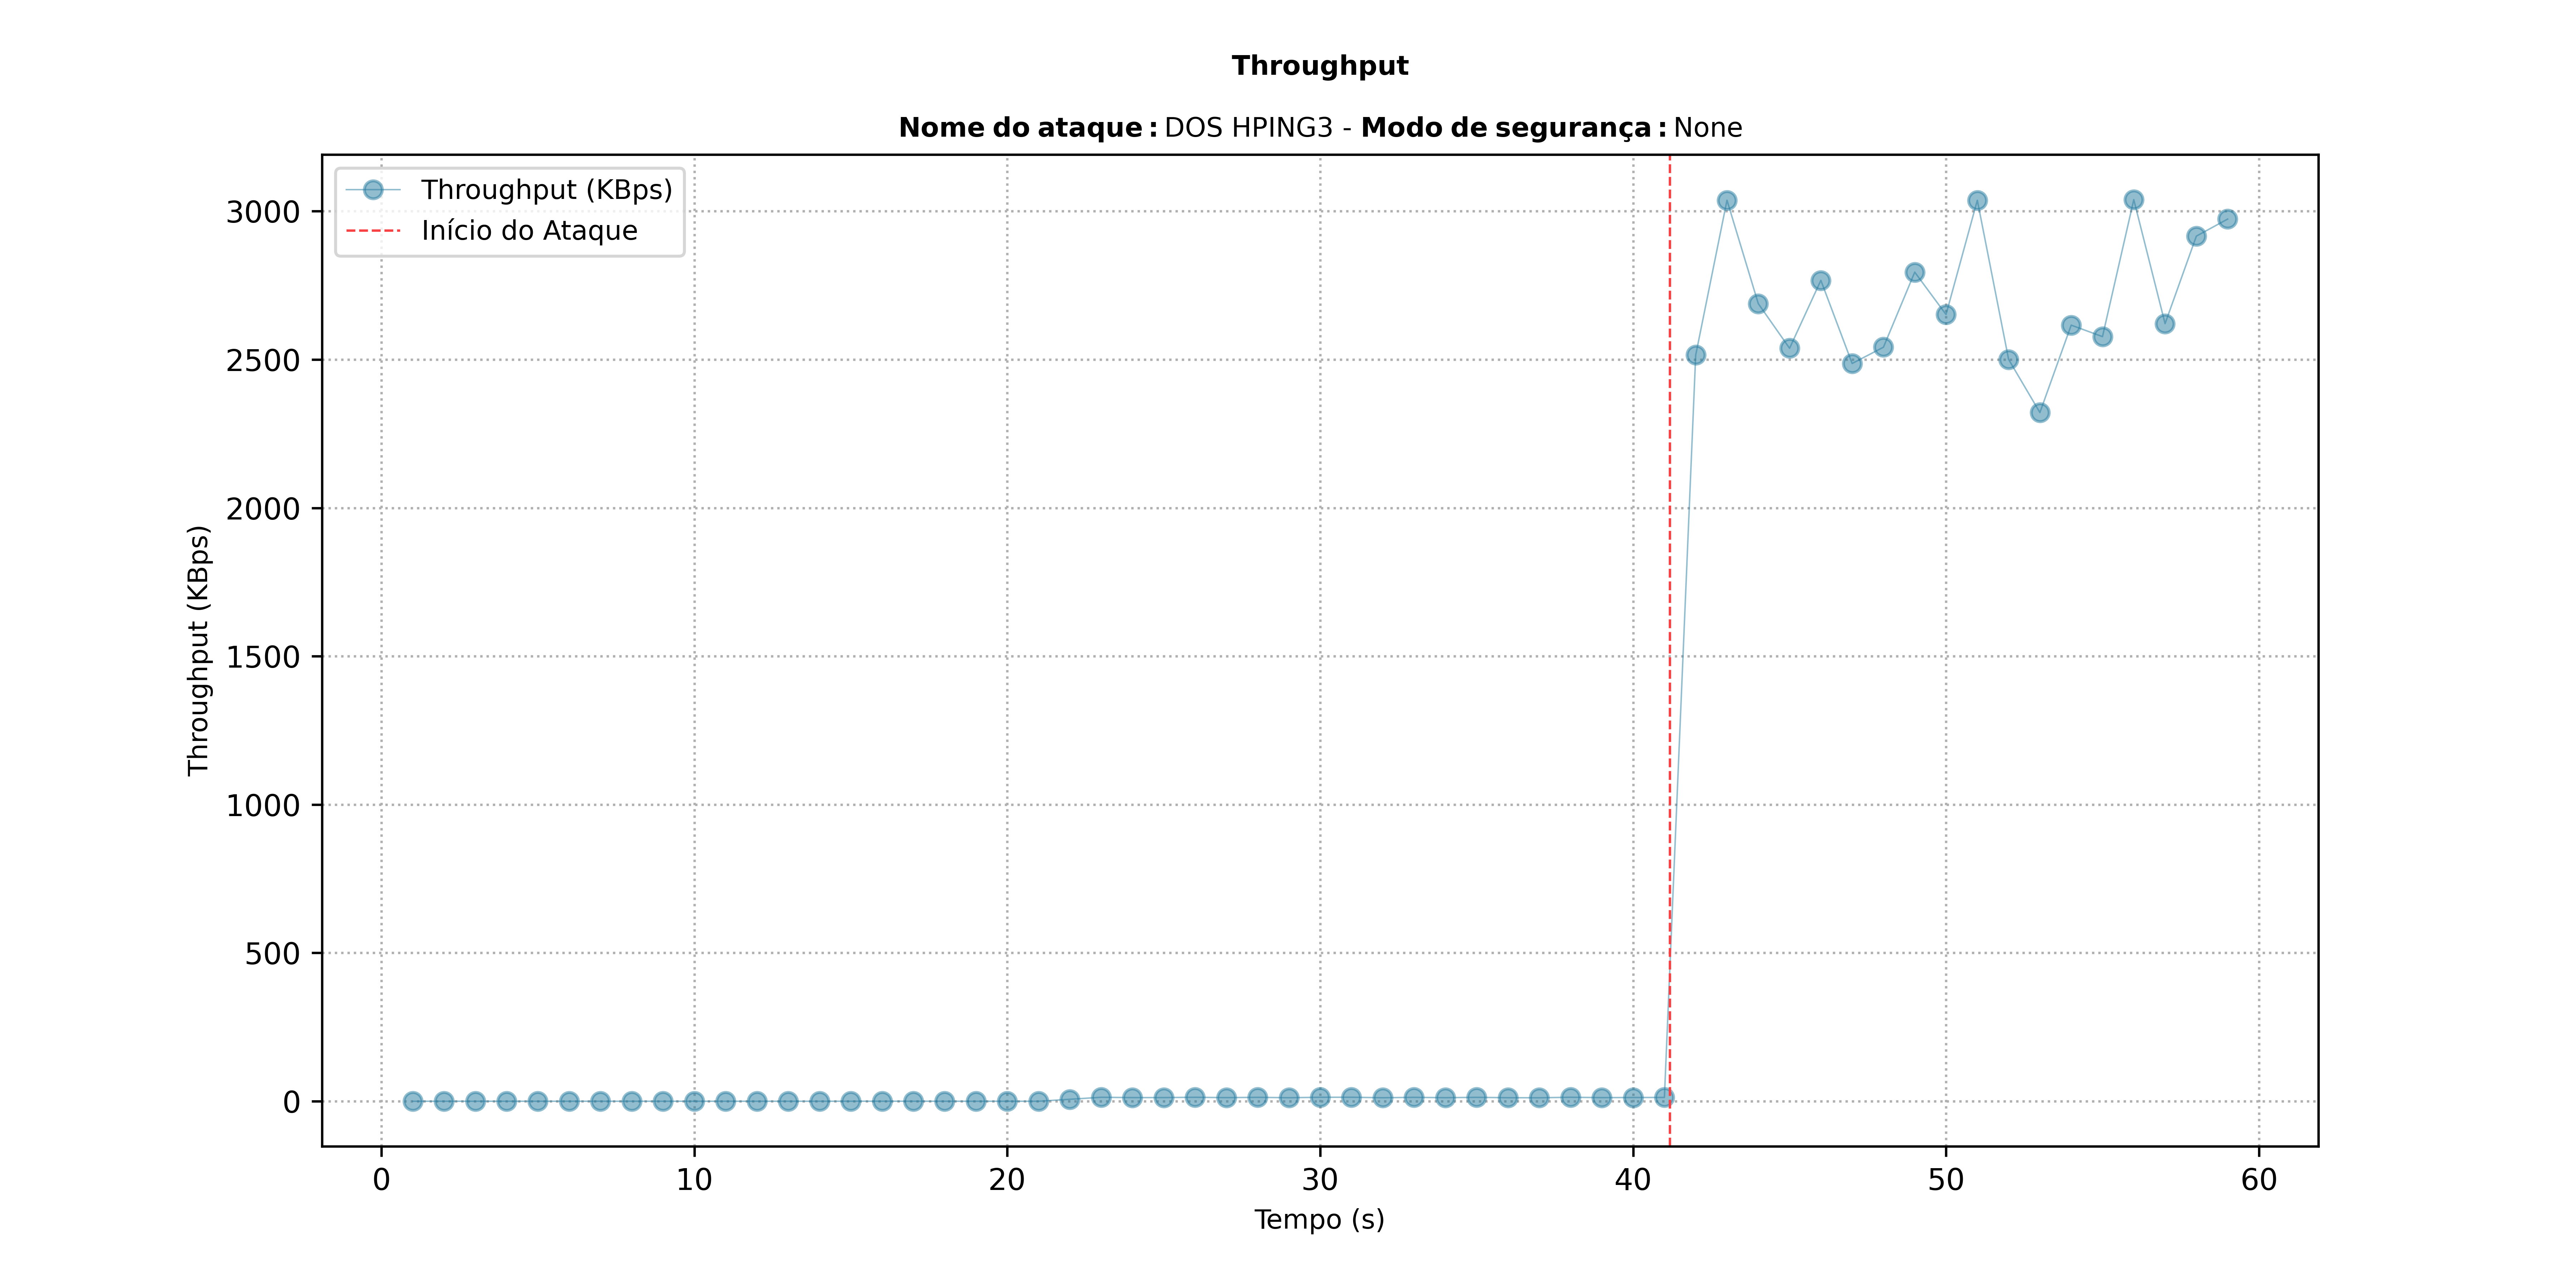 Throughput
Nome do ataque: DOS HPING3 - Modo de segurança: None
Throughput (KBps)
Início do Ataque
3000
2500
2000
1500
1000
500
0
Throughput (KBps)
0 10 20 30 40 50 60
Tempo (s)